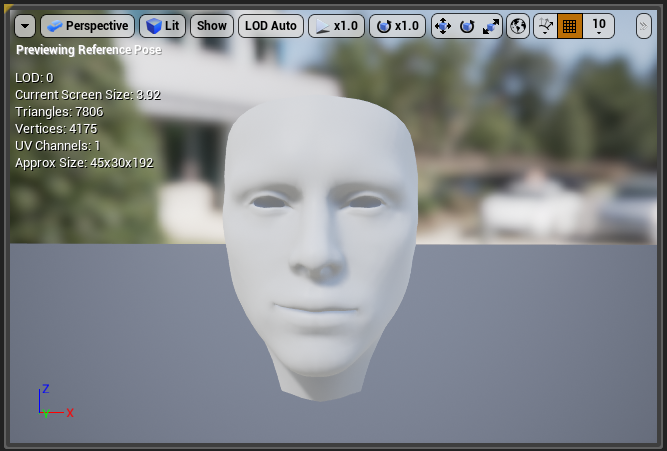 Perspective Lit Show LOD Auto x1.0 x1.0 10
Previewing Reference Pose
LOD: 0
Current Screen Size: 3.92
Triangles: 7806
Vertices: 4175
UV Channels: 1
Approx Size: 45x30x192
Z
Y X